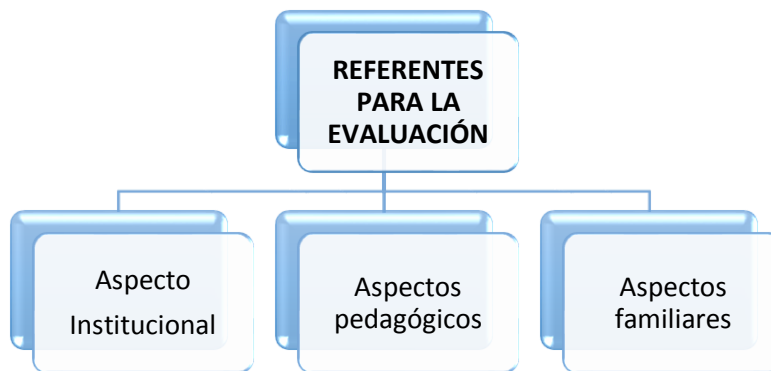 REFERENTES
PARA LA
EVALUACIÓN
Aspecto
Institucional
Aspectos
pedagógicos
Aspectos
familiares